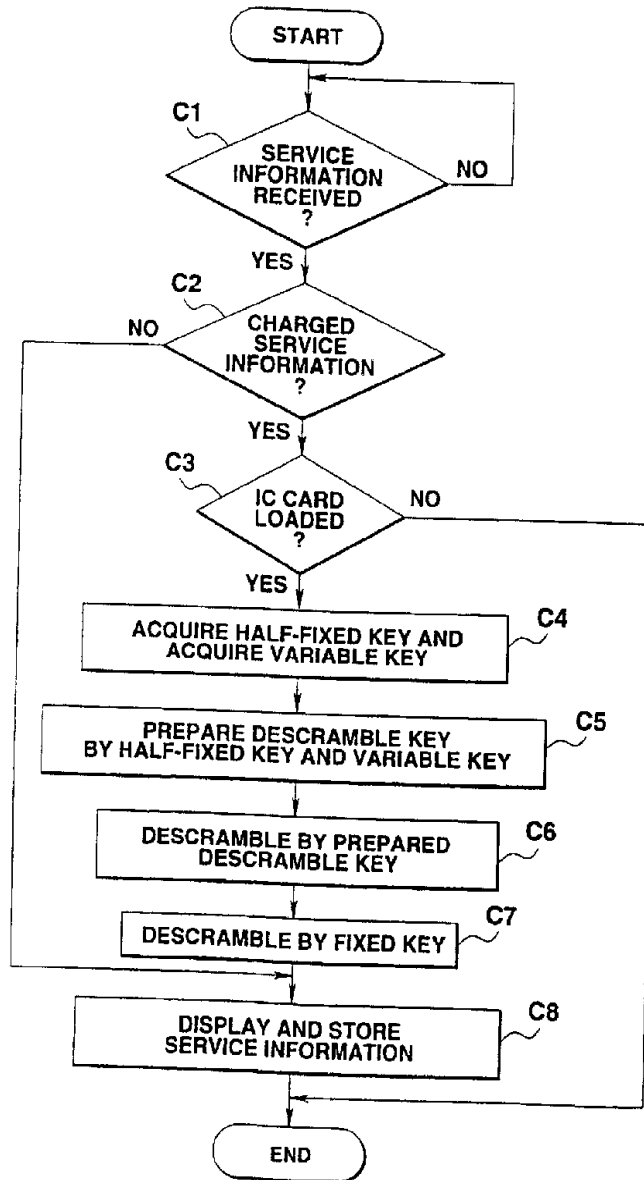 START
C1
SERVICE
INFORMATION
RECEIVED
?
NO
YES
C2
NO
CHARGED
SERVICE
INFORMATION
?
YES
C3
IC CARD
LOADED
?
NO
YES
ACQUIRE HALF-FIXED KEY AND
ACQUIRE VARIABLE KEY
C4
PREPARE DESCRAMBLE KEY
BY HALF-FIXED KEY AND VARIABLE KEY
C5
DESCRAMBLE BY PREPARED
DESCRAMBLE KEY
C6
DESCRAMBLE BY FIXED KEY
C7
DISPLAY AND STORE
SERVICE INFORMATION
C8
END